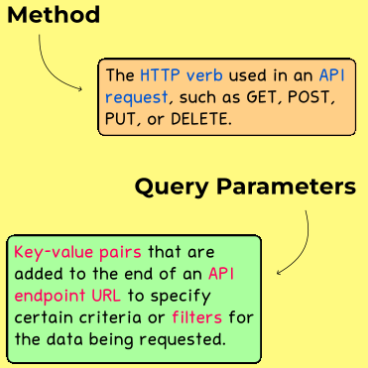 Method
The HTTP verb used in an API
request, such as GET, POST,
PUT, or DELETE.
Query Parameters
Key-value pairs that are
added to the end of an API
endpoint URL to specify
certain criteria or filters for
the data being requested.